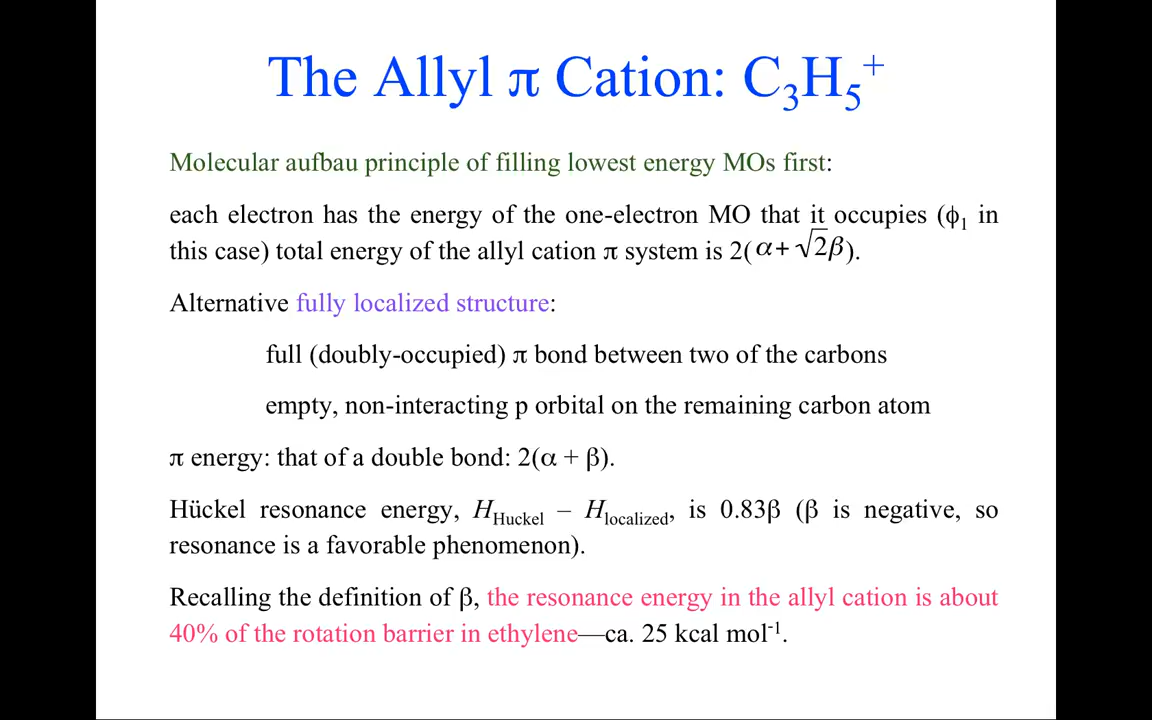 The Allyl π Cation: C₃H₅⁺
Molecular aufbau principle of filling lowest energy MOs first:
each electron has the energy of the one-electron MO that it occupies (ϕ₁ in
this case) total energy of the allyl cation π system is 2(α+√2β).
Alternative fully localized structure:
full (doubly-occupied) π bond between two of the carbons
empty, non-interacting p orbital on the remaining carbon atom
π energy: that of a double bond: 2(α + β).
Hückel resonance energy, H_Huckel – H_localized, is 0.83β (β is negative, so
resonance is a favorable phenomenon).
Recalling the definition of β, the resonance energy in the allyl cation is about
40% of the rotation barrier in ethylene—ca. 25 kcal mol⁻¹.